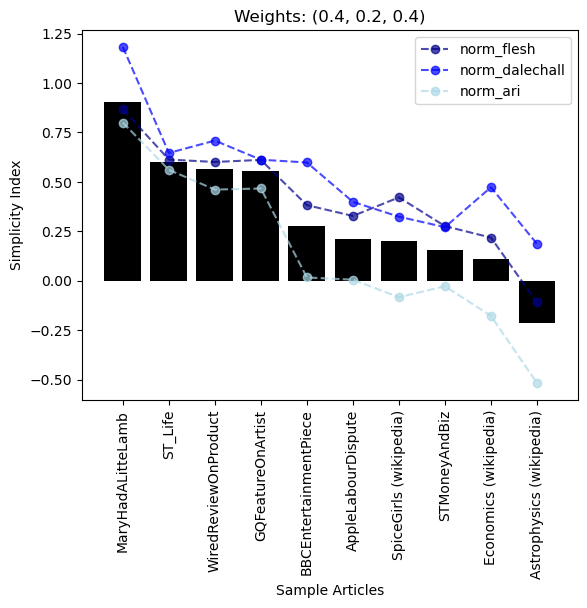 Weights: (0.4, 0.2, 0.4)
norm_flesh
norm_dalechall
norm_ari
Simplicity Index
1.25
1.00
0.75
0.50
0.25
0.00
−0.25
−0.50
MaryHadALitteLamb
ST_Life
WiredReviewOnProduct
GQFeatureOnArtist
BBCEntertainmentPiece
AppleLabourDispute
SpiceGirls (wikipedia)
STMoneyAndBiz
Economics (wikipedia)
Astrophysics (wikipedia)
Sample Articles